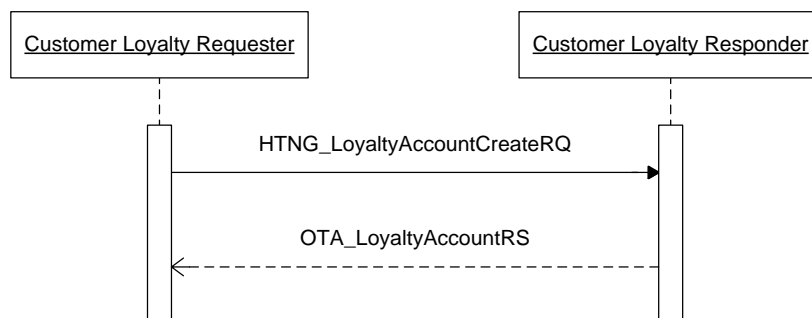 Customer Loyalty Requester
Customer Loyalty Responder
HTNG_LoyaltyAccountCreateRQ
OTA_LoyaltyAccountRS